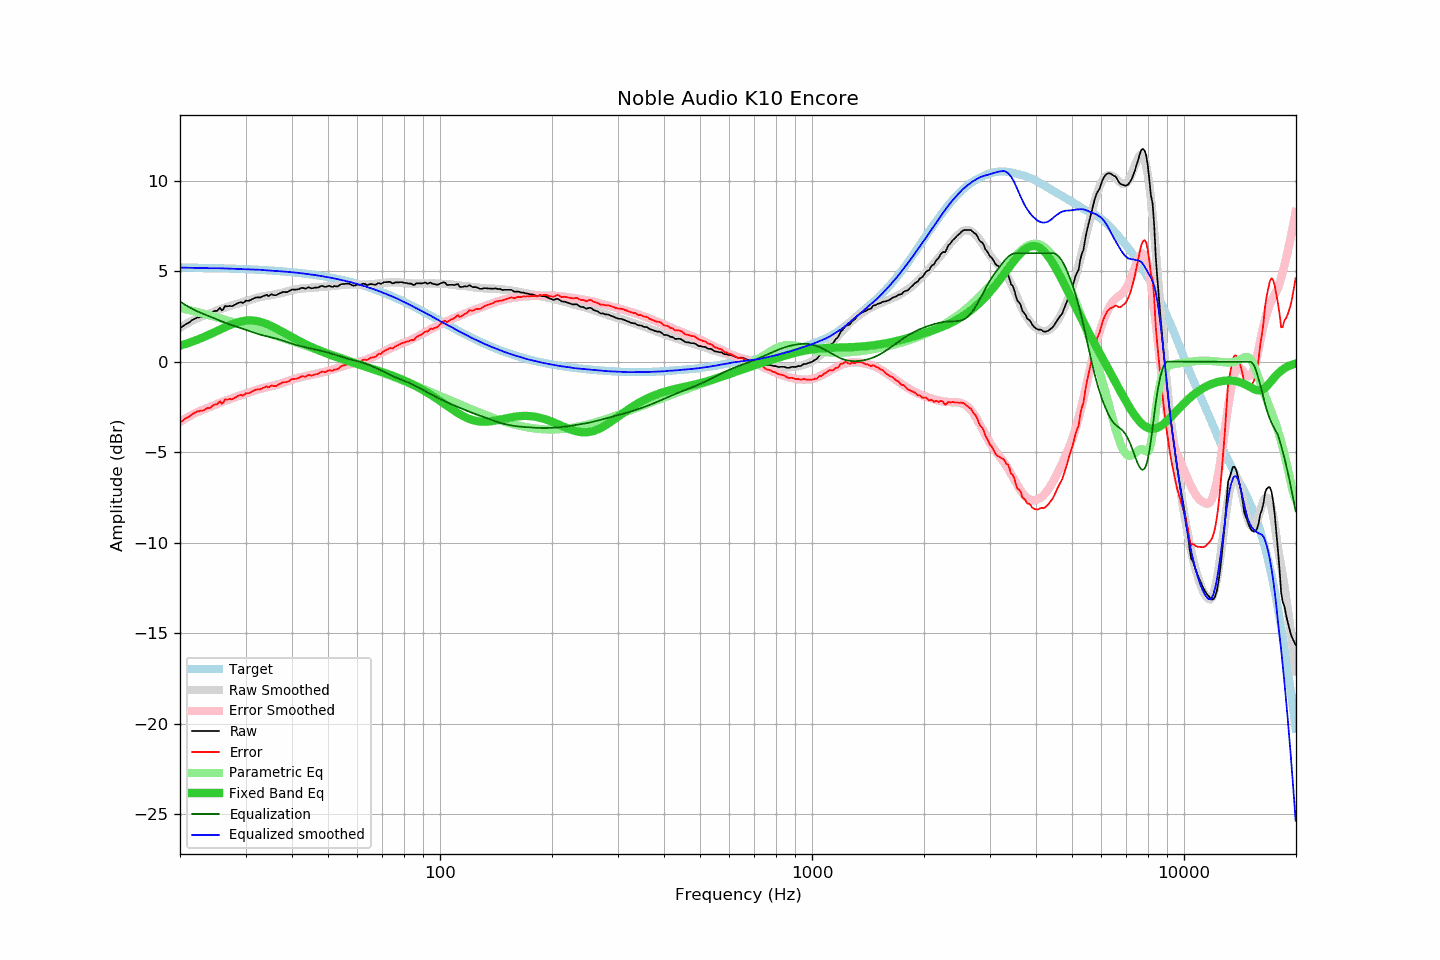 Noble Audio K10 Encore
10
5
0
−5
−10
−15
−20
−25
Amplitude (dBr)
Target
Raw Smoothed
Error Smoothed
Raw
Error
Parametric Eq
Fixed Band Eq
Equalization
Equalized smoothed
100
1000
10000
Frequency (Hz)